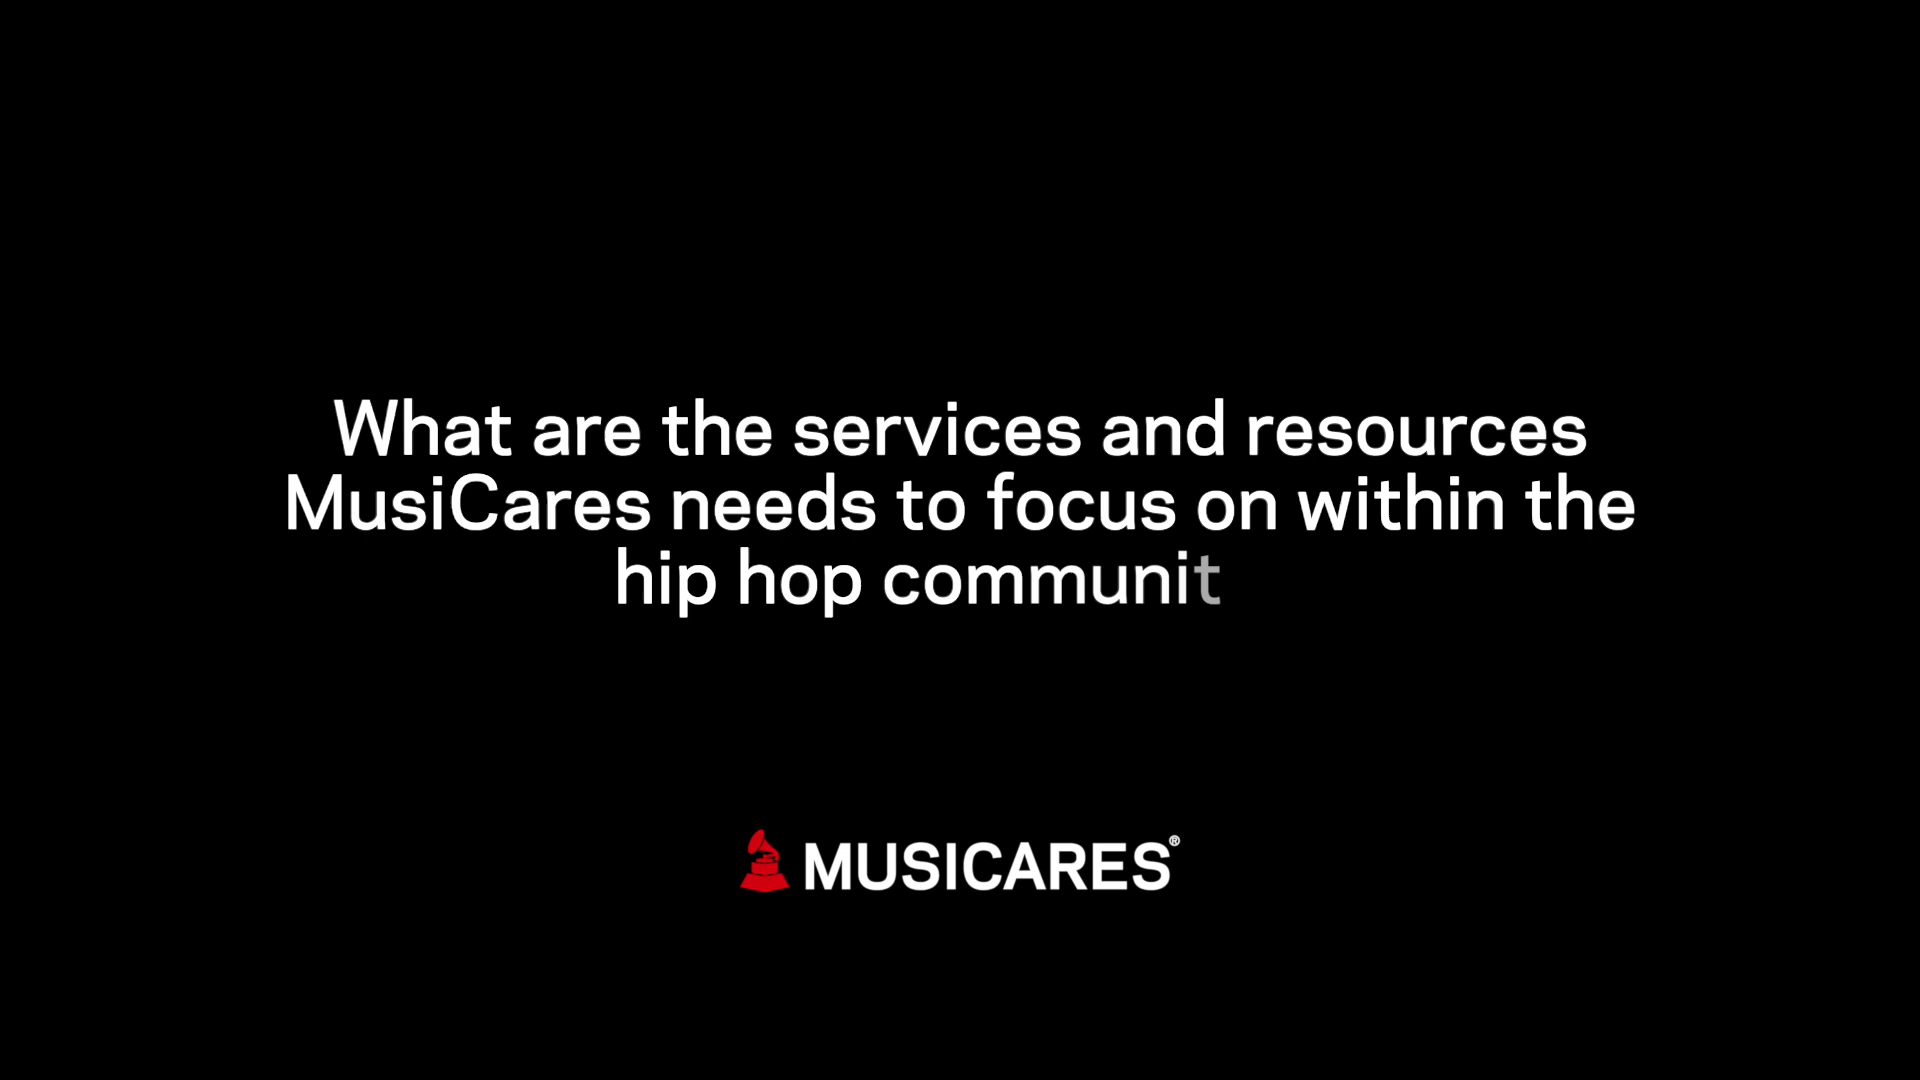 What are the services and resources
MusiCares needs to focus on within the
hip hop communit
MUSICARES®